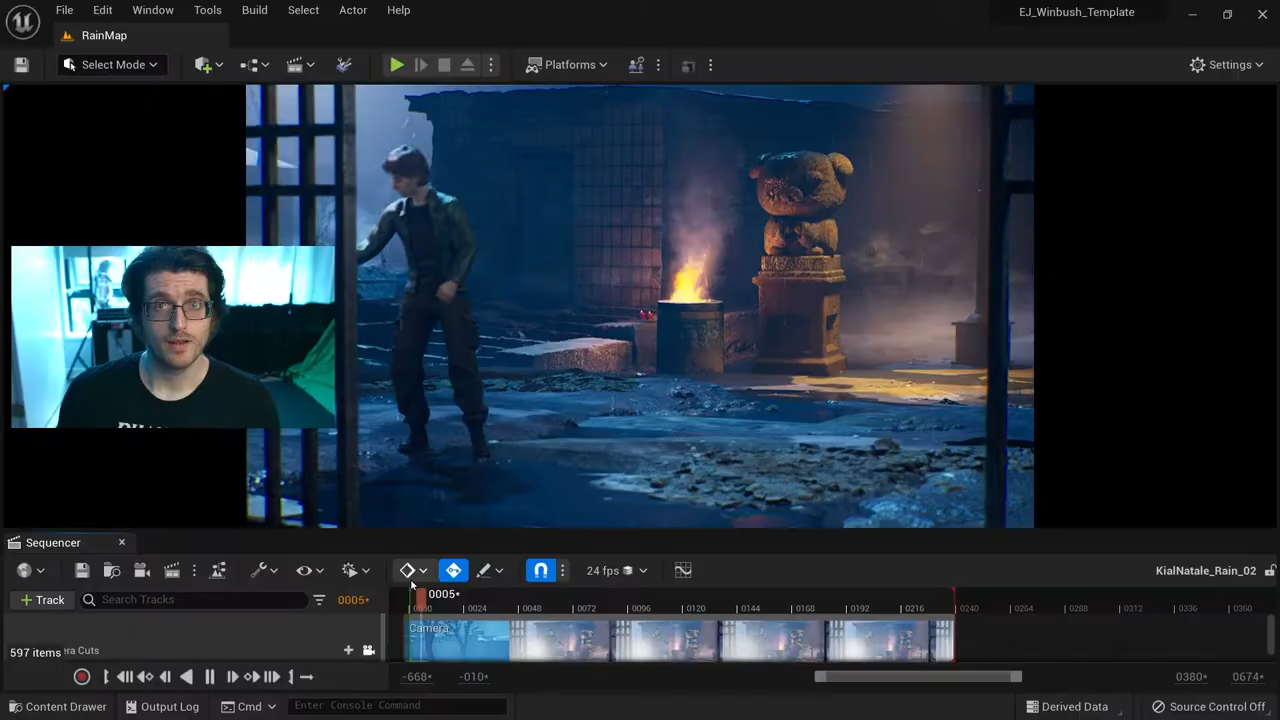 File Edit Window Tools Build Select Actor Help
EJ_Winbush_Template
RainMap
Select Mode
Platforms
Settings
Sequencer
24 fps
KialNatale_Rain_02
+ Track
Search Tracks
0005*
0005*
0000 0024 0048 0072 0096 0120 0144 0168 0192 0216 0240 0264 0288 0312 0336 0360
Camera
597 items
era Cuts
-668*
-010*
0380*
0674*
Content Drawer
Output Log
Cmd
Enter Console Command
Derived Data
Source Control Off